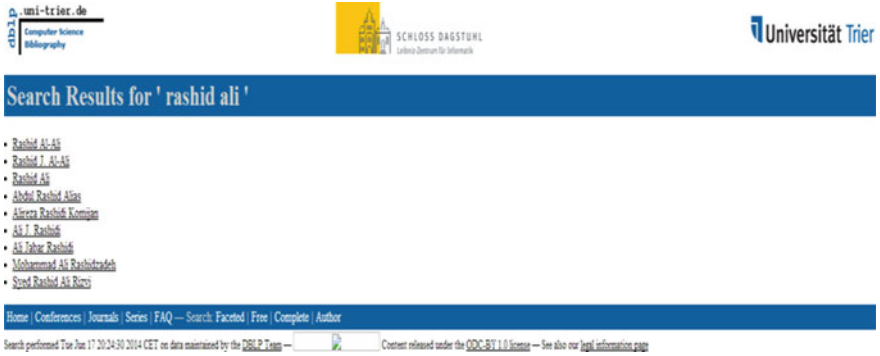 dblp.uni-trier.de
Computer Science
Bibliography
SCHLOSS DAGSTUHL
Leibniz-Zentrum für Informatik
Universität Trier
Search Results for ' rashid ali '
• Rashid Al-Ali
• Rashid J. Al-Ali
• Rashid Ali
• Abdul Rashid Alias
• Alireza Rashidi Komijan
• Ali J. Rashidi
• Ali Jabar Rashidi
• Mohammad Ali Rashidzadeh
• Syed Rashid Ali Rizvi
Home | Conferences | Journals | Series | FAQ — Search: Faceted | Free | Complete | Author
Search performed Tue Jun 17 20:24:30 2014 CET on data maintained by the DBLP Team — Content released under the ODC-BY 1.0 license — See also our legal information page